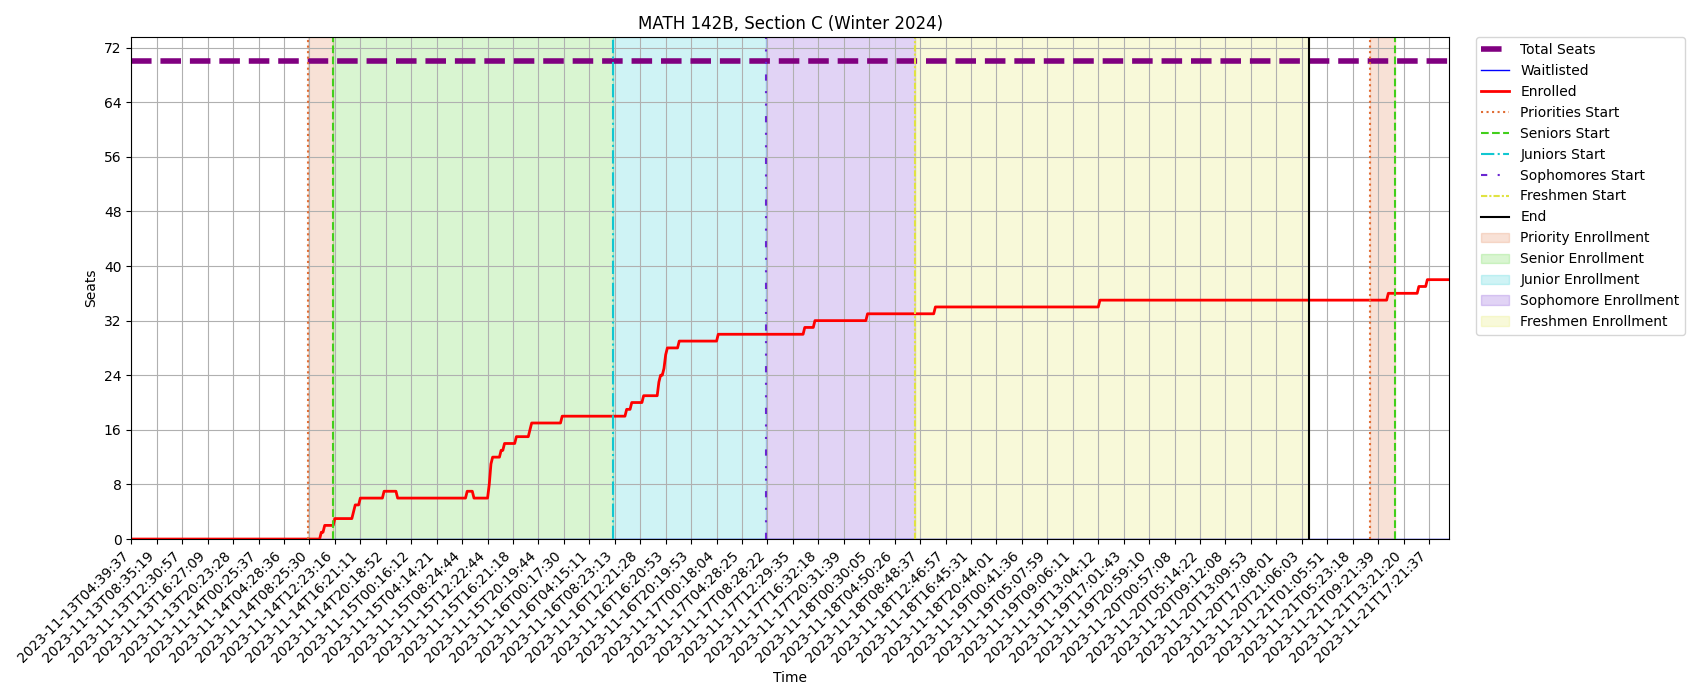 MATH 142B, Section C (Winter 2024)
72
64
56
48
40
32
24
16
8
0
Seats
2023-11-13T04:39:37
2023-11-13T08:35:19
2023-11-13T12:30:57
2023-11-13T16:27:09
2023-11-13T20:23:28
2023-11-14T00:25:37
2023-11-14T04:28:36
2023-11-14T08:25:30
2023-11-14T12:23:16
2023-11-14T16:21:11
2023-11-14T20:18:52
2023-11-15T00:16:12
2023-11-15T04:14:21
2023-11-15T08:24:44
2023-11-15T12:22:44
2023-11-15T16:21:18
2023-11-15T20:19:44
2023-11-16T00:17:30
2023-11-16T04:15:11
2023-11-16T08:23:13
2023-11-16T12:21:28
2023-11-16T16:20:53
2023-11-16T20:19:53
2023-11-17T00:18:04
2023-11-17T04:28:25
2023-11-17T08:28:22
2023-11-17T12:29:35
2023-11-17T16:32:18
2023-11-17T20:31:39
2023-11-18T00:30:05
2023-11-18T04:50:26
2023-11-18T08:48:37
2023-11-18T12:46:57
2023-11-18T16:45:31
2023-11-18T20:44:01
2023-11-19T00:41:36
2023-11-19T05:07:59
2023-11-19T09:06:11
2023-11-19T13:04:12
2023-11-19T17:01:43
2023-11-19T20:59:10
2023-11-20T00:57:08
2023-11-20T05:14:22
2023-11-20T09:12:08
2023-11-20T13:09:53
2023-11-20T17:08:01
2023-11-20T21:06:03
2023-11-21T01:05:51
2023-11-21T05:23:18
2023-11-21T09:21:39
2023-11-21T13:21:20
2023-11-21T17:21:37
Time
Total Seats
Waitlisted
Enrolled
Priorities Start
Seniors Start
Juniors Start
Sophomores Start
Freshmen Start
End
Priority Enrollment
Senior Enrollment
Junior Enrollment
Sophomore Enrollment
Freshmen Enrollment